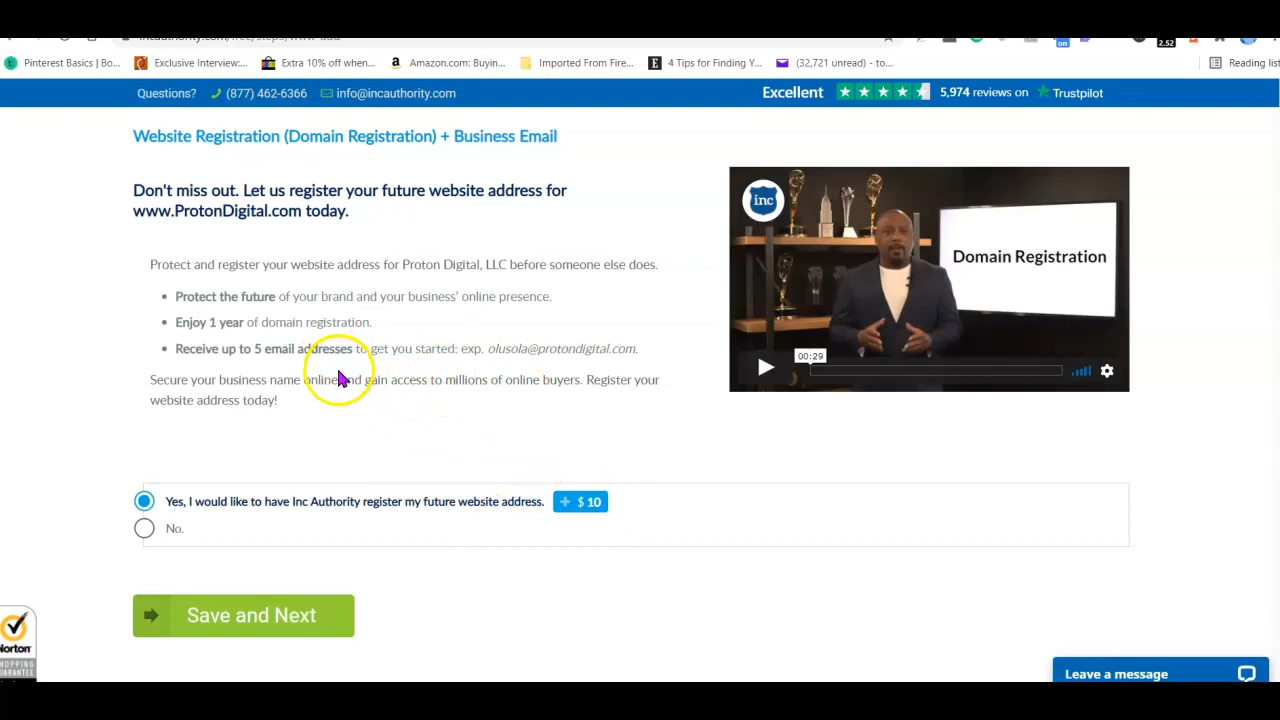 Pinterest Basics | Bo... Exclusive Interview:... Extra 10% off when... Amazon.com: Buyin... Imported From Fire... 4 Tips for Finding Y... (32,721 unread) - to... Reading list
on
2.52
Questions? (877) 462-6366 info@incauthority.com Excellent 5,974 reviews on Trustpilot
Website Registration (Domain Registration) + Business Email
Don't miss out. Let us register your future website address for
www.ProtonDigital.com today.
Protect and register your website address for Proton Digital, LLC before someone else does.
• Protect the future of your brand and your business' online presence.
• Enjoy 1 year of domain registration.
• Receive up to 5 email addresses to get you started: exp. olusola@protondigital.com.
Secure your business name online and gain access to millions of online buyers. Register your
website address today!
inc
Domain Registration
00:29
Yes, I would like to have Inc Authority register my future website address. + $ 10
No.
Save and Next
Norton
SHOPPING
GUARANTEE
Leave a message